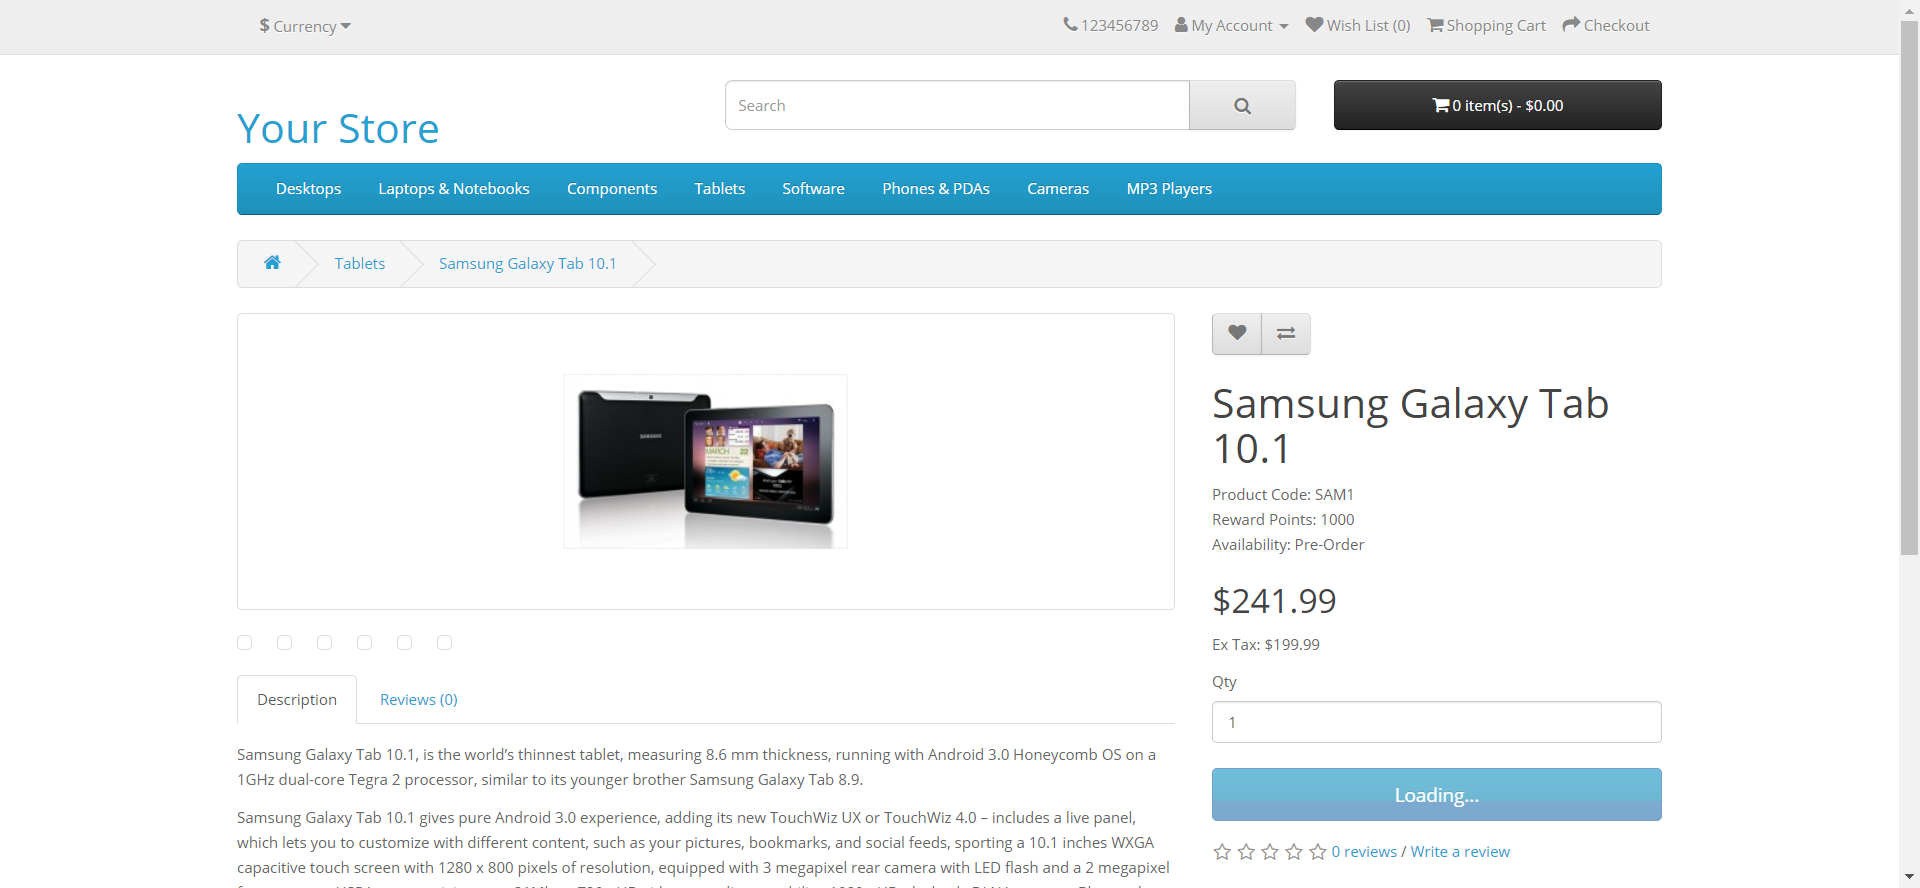 $ Currency
123456789 My Account Wish List (0) Shopping Cart Checkout
Your Store
Search
0 item(s) - $0.00
Desktops Laptops & Notebooks Components Tablets Software Phones & PDAs Cameras MP3 Players
Tablets Samsung Galaxy Tab 10.1
SAMSUNG
MARCH 22
Samsung Galaxy Tab
10.1
Product Code: SAM1
Reward Points: 1000
Availability: Pre-Order
$241.99
Ex Tax: $199.99
Qty
1
Loading...
0 reviews / Write a review
Description Reviews (0)
Samsung Galaxy Tab 10.1, is the world’s thinnest tablet, measuring 8.6 mm thickness, running with Android 3.0 Honeycomb OS on a
1GHz dual-core Tegra 2 processor, similar to its younger brother Samsung Galaxy Tab 8.9.
Samsung Galaxy Tab 10.1 gives pure Android 3.0 experience, adding its new TouchWiz UX or TouchWiz 4.0 – includes a live panel,
which lets you to customize with different content, such as your pictures, bookmarks, and social feeds, sporting a 10.1 inches WXGA
capacitive touch screen with 1280 x 800 pixels of resolution, equipped with 3 megapixel rear camera with LED flash and a 2 megapixel